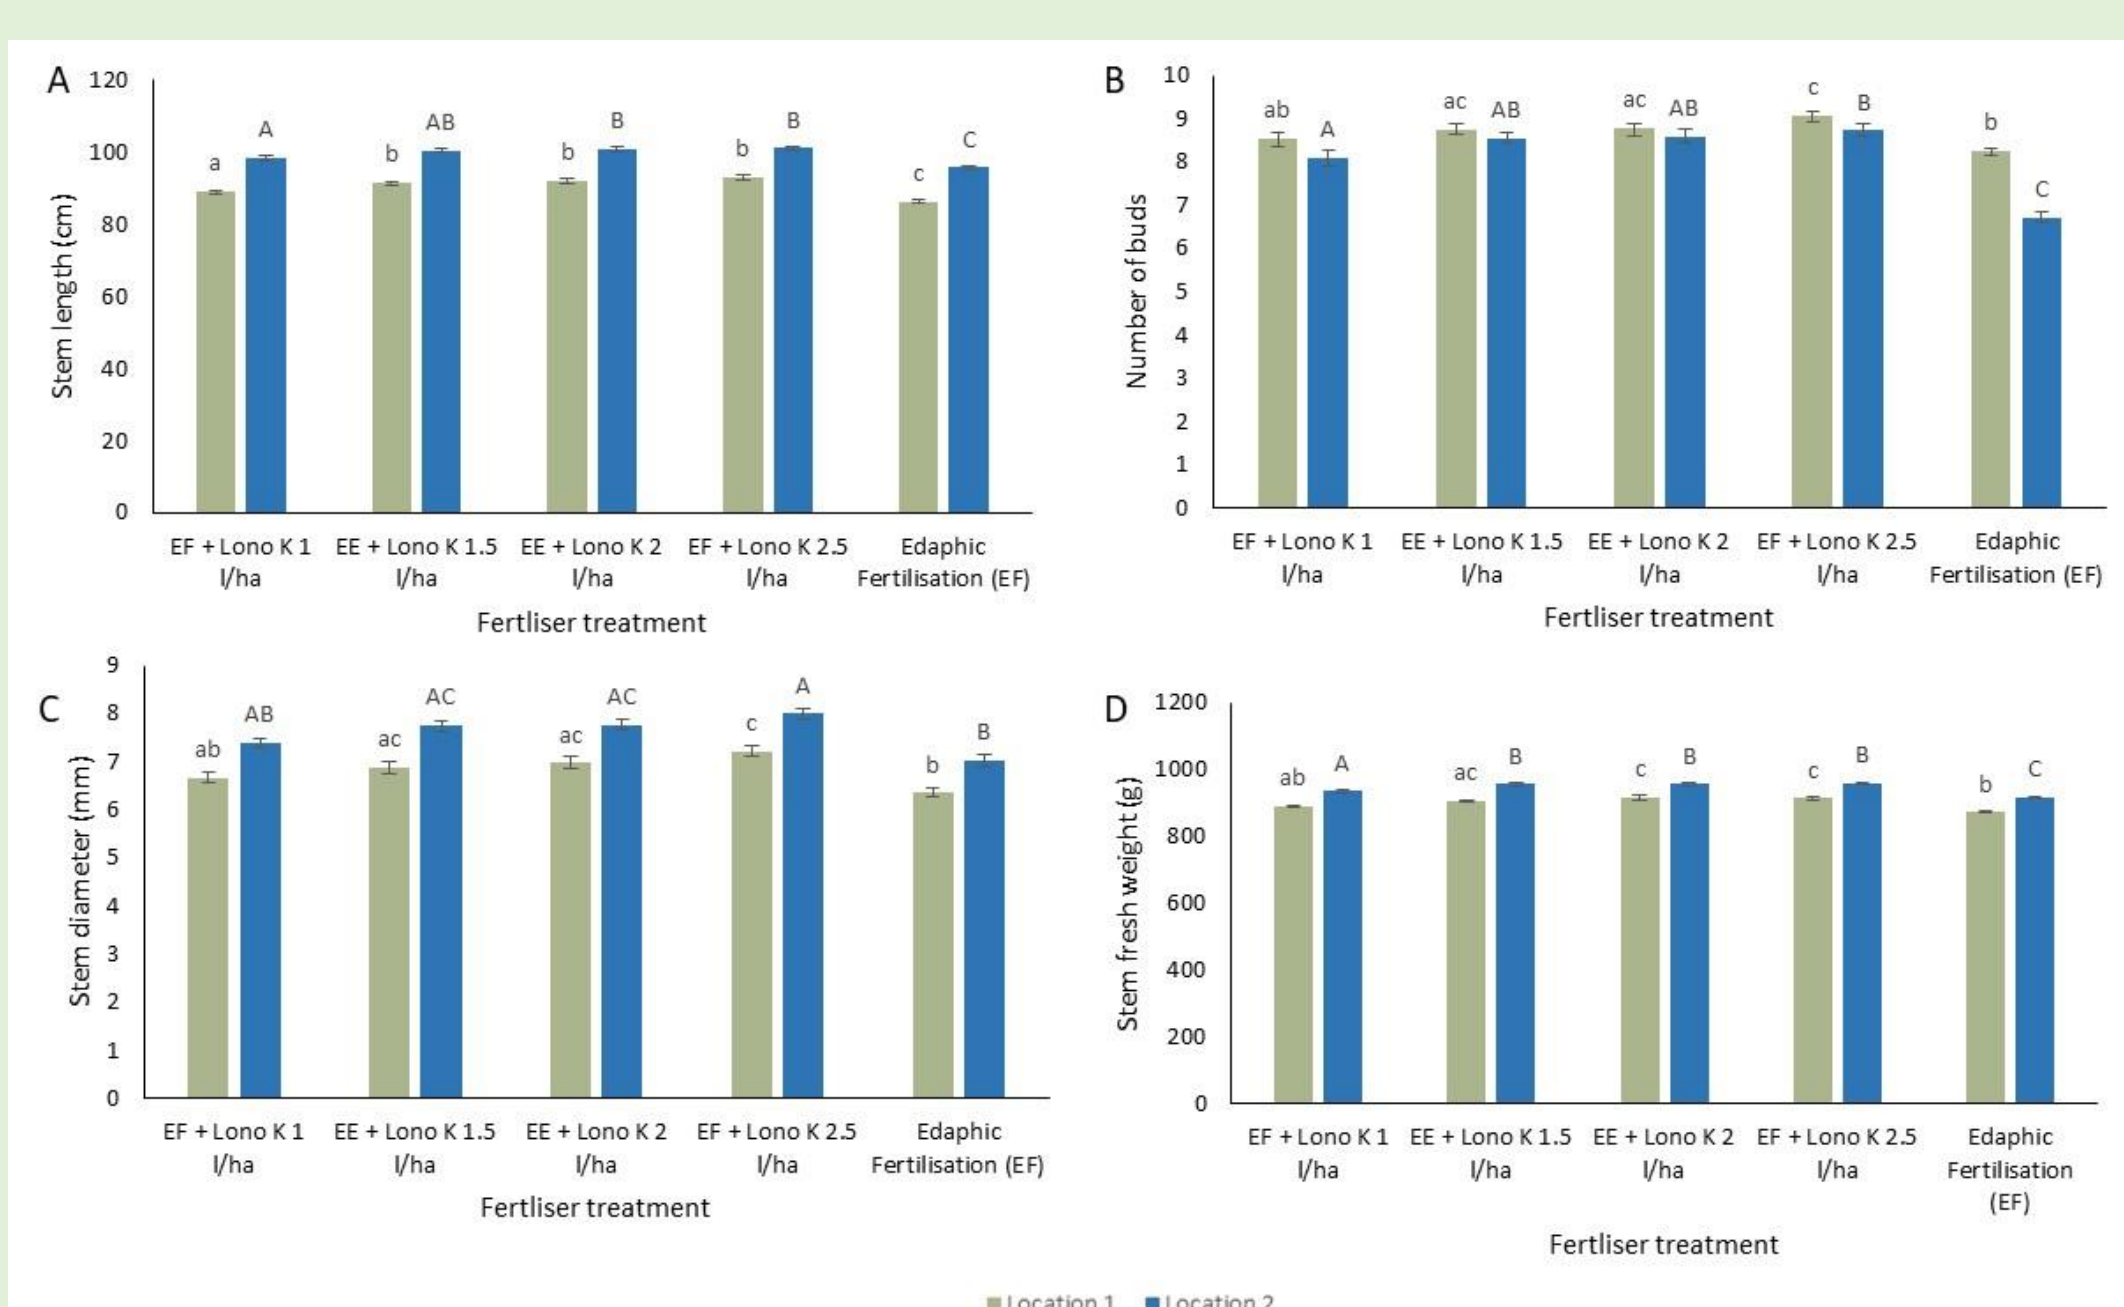 A
120
100
80
60
40
20
0
Stem length (cm)
a A b AB b B b B c C
EF + Lono K 1 EE + Lono K 1.5 EE + Lono K 2 EF + Lono K 2.5 Edaphic
l/ha l/ha l/ha l/ha Fertilisation (EF)
Fertliser treatment
B
10
9
8
7
6
5
4
3
2
1
0
Number of buds
ab A ac AB ac AB c B b C
EF + Lono K 1 EE + Lono K 1.5 EE + Lono K 2 EF + Lono K 2.5 Edaphic
l/ha l/ha l/ha l/ha Fertilisation (EF)
Fertliser treatment
C
9
8
7
6
5
4
3
2
1
0
Stem diameter (mm)
ab AB ac AC ac AC c A b B
EF + Lono K 1 EE + Lono K 1.5 EE + Lono K 2 EF + Lono K 2.5 Edaphic
l/ha l/ha l/ha l/ha Fertilisation (EF)
Fertliser treatment
D
1200
1000
800
600
400
200
0
Stem fresh weight (g)
ab A ac B c B c B b C
EF + Lono K 1 EE + Lono K 1.5 EE + Lono K 2 EF + Lono K 2.5 Edaphic
l/ha l/ha l/ha l/ha Fertilisation
(EF)
Fertliser treatment
Location 1 Location 2